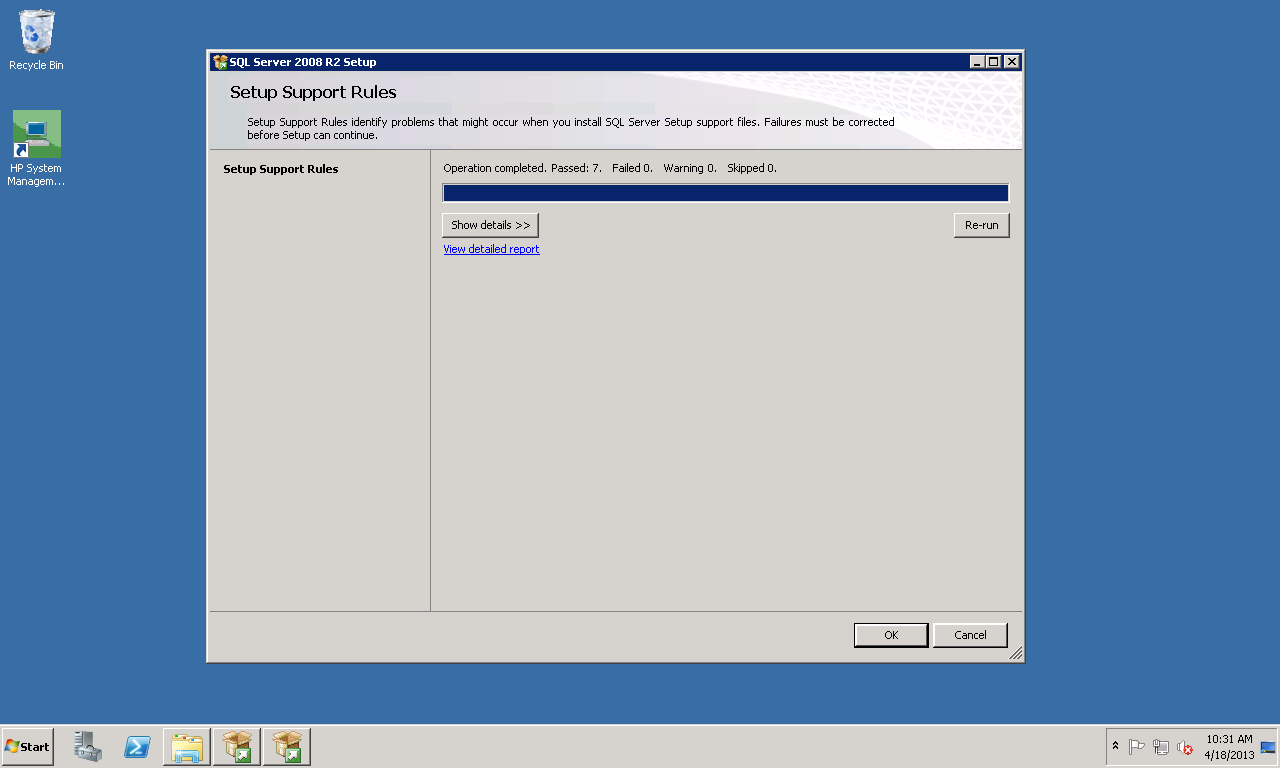 Recycle Bin
HP System
Managem...
SQL Server 2008 R2 Setup
Setup Support Rules
Setup Support Rules identify problems that might occur when you install SQL Server Setup support files. Failures must be corrected
before Setup can continue.
Setup Support Rules
Operation completed. Passed: 7. Failed 0. Warning 0. Skipped 0.
Show details >>
Re-run
View detailed report
OK
Cancel
Start
10:31 AM
4/18/2013